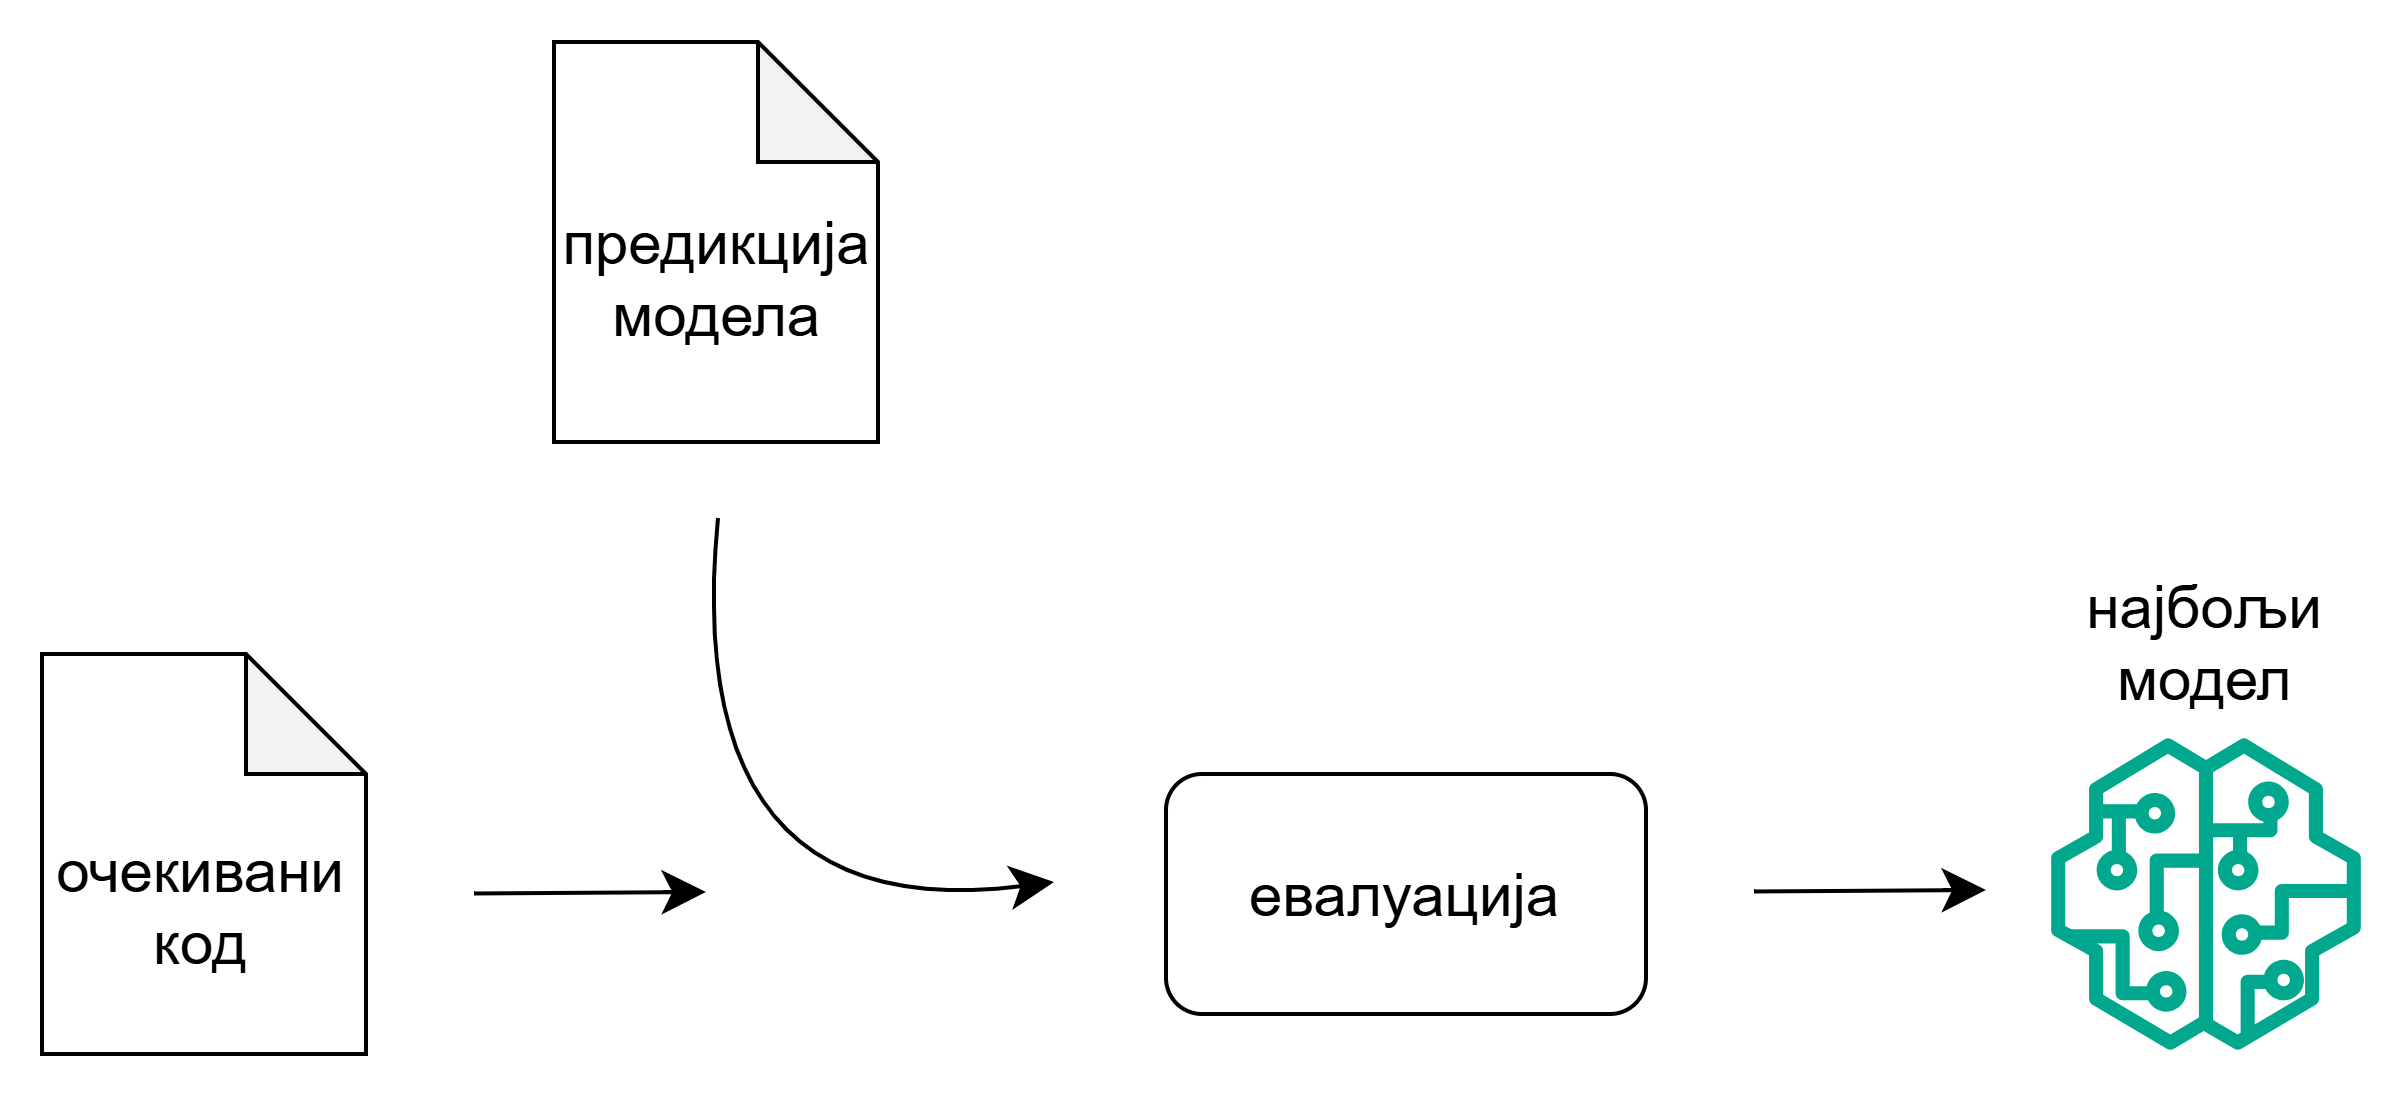 предикција
модела
очекивани
код
евалуација
најбољи
модел